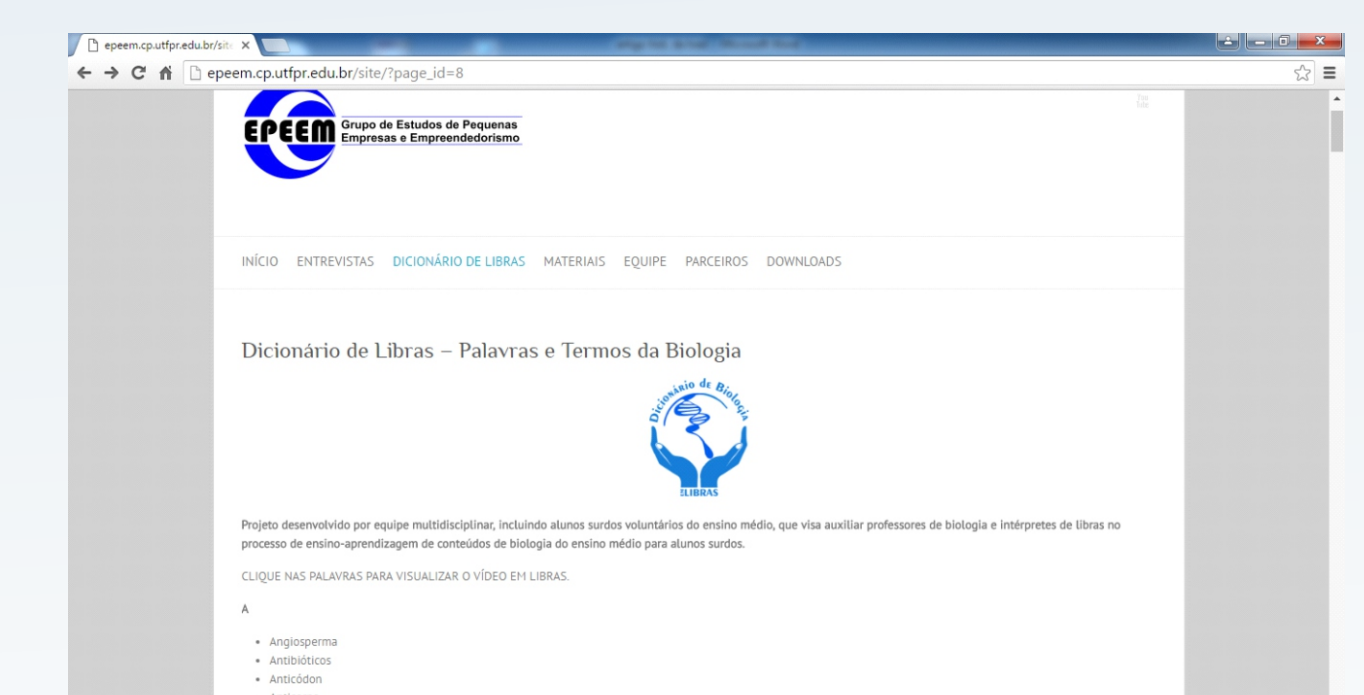 epeem.cp.utfpr.edu.br/site
epeem.cp.utfpr.edu.br/site/?page_id=8
EPEEM
Grupo de Estudos de Pequenas
Empresas e Empreendedorismo
INÍCIO ENTREVISTAS DICIONÁRIO DE LIBRAS MATERIAIS EQUIPE PARCEIROS DOWNLOADS
Dicionário de Libras – Palavras e Termos da Biologia
Dicionário de Biologia
ELIBRAS
Projeto desenvolvido por equipe multidisciplinar, incluindo alunos surdos voluntários do ensino médio, que visa auxiliar professores de biologia e intérpretes de libras no
processo de ensino-aprendizagem de conteúdos de biologia do ensino médio para alunos surdos.
CLIQUE NAS PALAVRAS PARA VISUALIZAR O VÍDEO EM LIBRAS.
A
• Angiosperma
• Antibióticos
• Anticódon